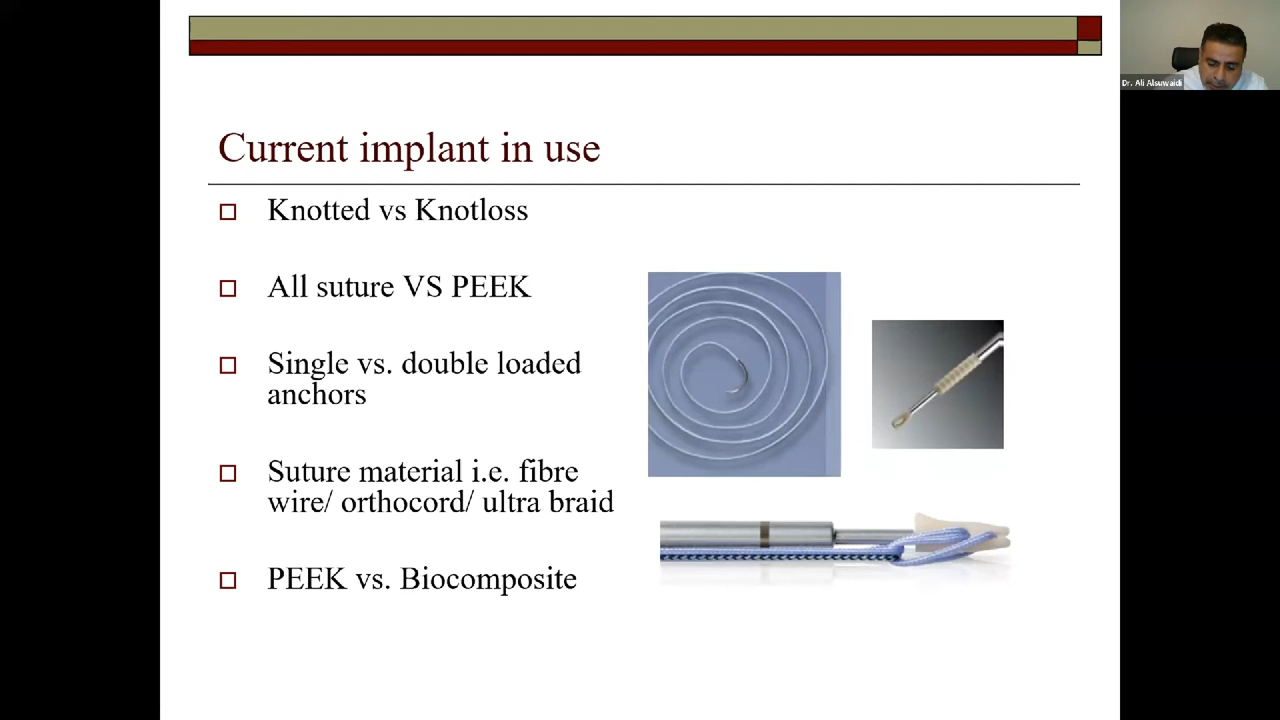 Dr. Ali Alsuwaidi
Current implant in use
Knotted vs Knotloss
All suture VS PEEK
Single vs. double loaded
anchors
Suture material i.e. fibre
wire/ orthocord/ ultra braid
PEEK vs. Biocomposite